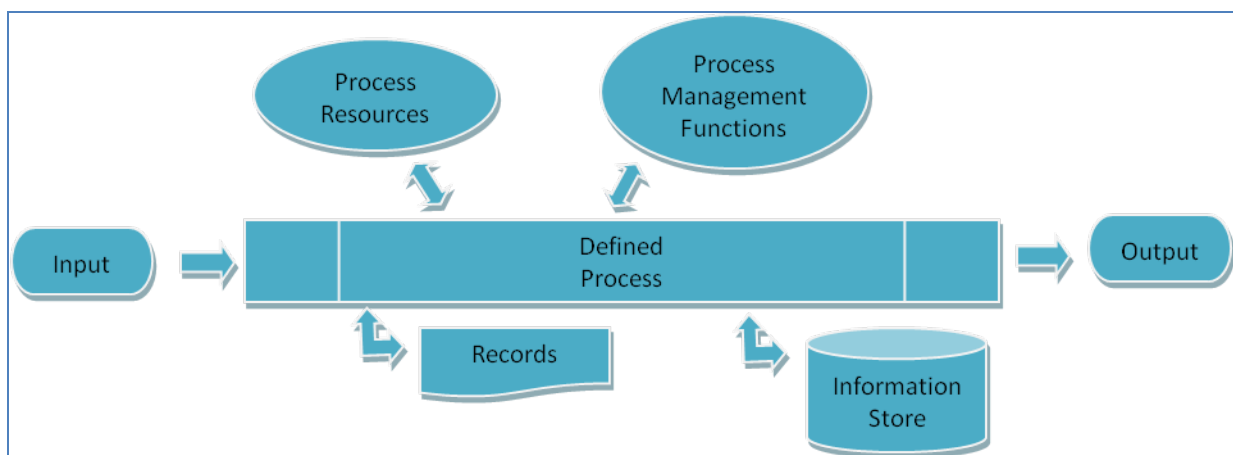 Process
Resources
Process
Management
Functions
Input
Defined
Process
Output
Records
Information
Store